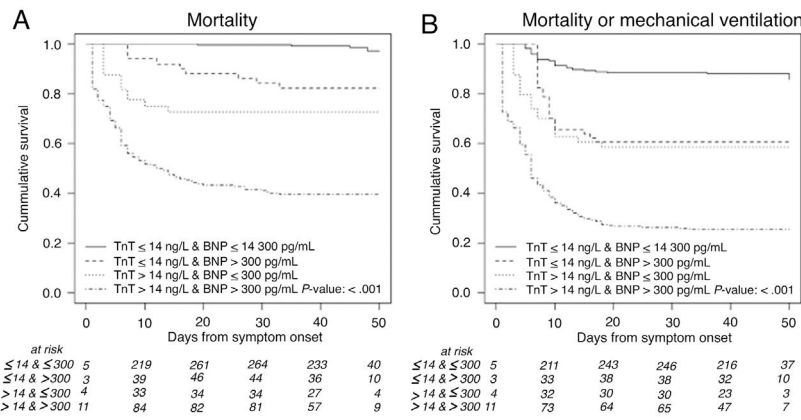 A Mortality
1.0
0.8
0.6
0.4
0.2
0.0
Cummulative survival
TnT ≤ 14 ng/L & BNP ≤ 14 300 pg/mL
TnT ≤ 14 ng/L & BNP > 300 pg/mL
TnT > 14 ng/L & BNP ≤ 300 pg/mL
TnT > 14 ng/L & BNP > 300 pg/mL P-value: < .001
0 10 20 30 40 50
Days from symptom onset
at risk
≤ 14 & ≤ 300 5 219 261 264 233 40
≤ 14 & > 300 3 39 46 44 36 10
> 14 & ≤ 300 4 33 34 34 27 4
> 14 & > 300 11 84 82 81 57 9
B Mortality or mechanical ventilation
1.0
0.8
0.6
0.4
0.2
0.0
Cummulative survival
TnT ≤ 14 ng/L & BNP ≤ 14 300 pg/mL
TnT ≤ 14 ng/L & BNP > 300 pg/mL
TnT > 14 ng/L & BNP ≤ 300 pg/mL
TnT > 14 ng/L & BNP > 300 pg/mL P-value: < .001
0 10 20 30 40 50
Days from symptom onset
at risk
≤ 14 & ≤ 300 5 211 243 246 216 37
≤ 14 & > 300 3 33 38 38 32 10
> 14 & ≤ 300 4 32 30 30 23 3
> 14 & > 300 11 73 64 65 47 7